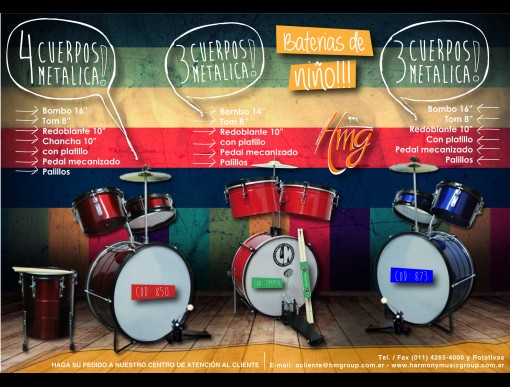 4 CUERPOS
METALICA!
Bombo 16"
Tom 8"
Redoblante 10"
Chancha 10"
con platillo
Pedal mecanizado
Palillos
3 CUERPOS
METALICA!
Bombo 14"
Tom 8"
Redoblante 10"
con platillo
Pedal mecanizado
Palillos
Baterias de
niño!!!
Hmg
3 CUERPOS
METALICA!
Bombo 16"
Tom 8"
Redoblante 10"
Con platillo
Pedal mecanizado
Palillos
COD: 850
COD: 873
HAGA SU PEDIDO A NUESTRO CENTRO DE ATENCIÓN AL CLIENTE
Tel. / Fax (011) 4265-4000 y Rotativas
E-mail: acliente@hmgroup.com.ar - www.harmonymusicgroup.com.ar